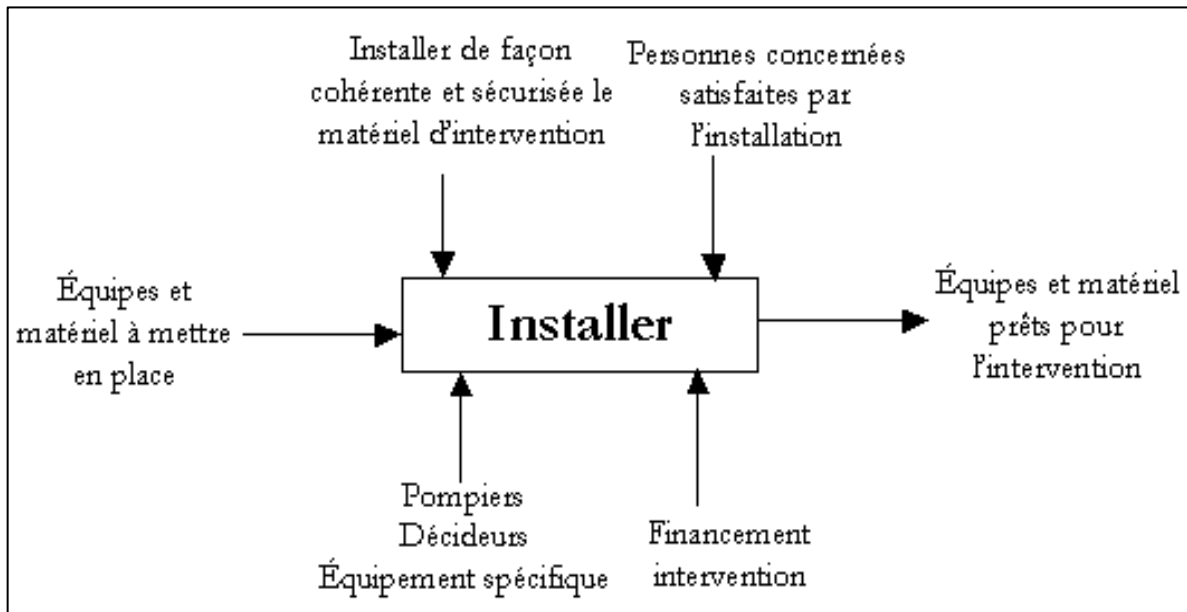 Installer de façon
cohérente et sécurisée le
matériel d'intervention
Personnes concernées
satisfaites par
l'installation
Équipes et
matériel à mettre
en place
Installer
Équipes et matériel
prêts pour
l'intervention
Pompiers
Décideurs
Équipement spécifique
Financement
intervention